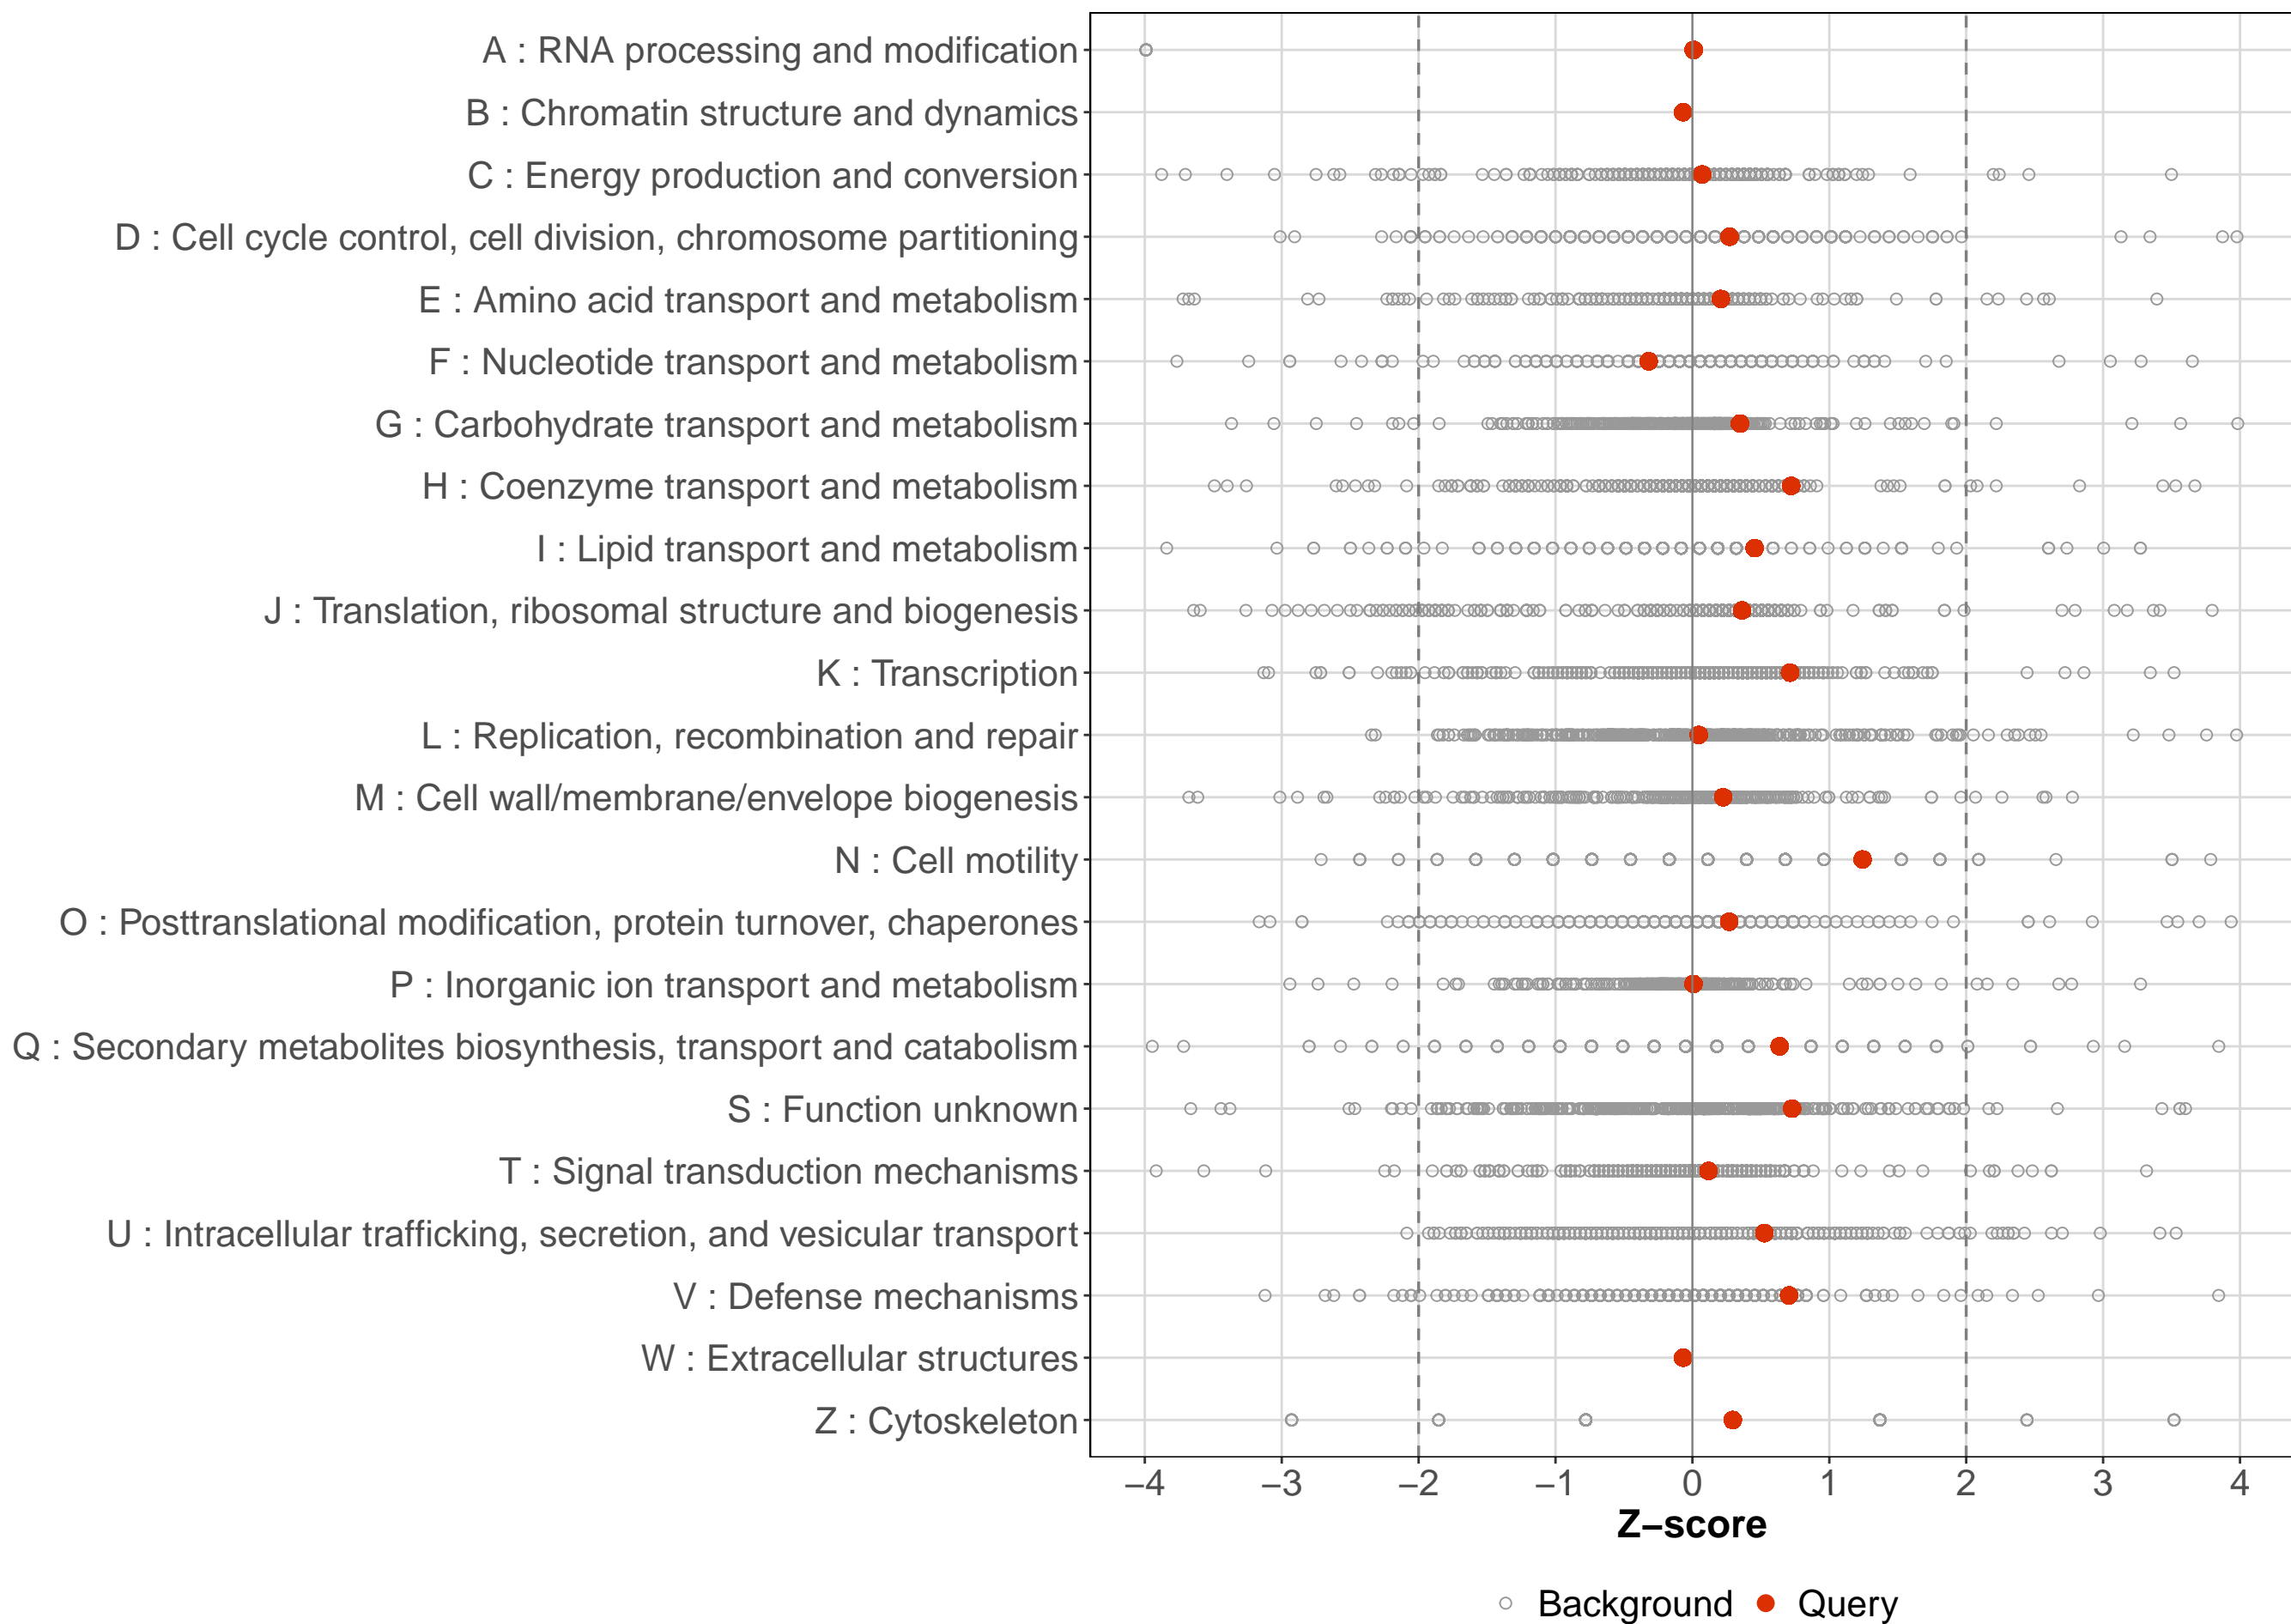 A : RNA processing and modification
B : Chromatin structure and dynamics
C : Energy production and conversion
D : Cell cycle control, cell division, chromosome partitioning
E : Amino acid transport and metabolism
F : Nucleotide transport and metabolism
G : Carbohydrate transport and metabolism
H : Coenzyme transport and metabolism
I : Lipid transport and metabolism
J : Translation, ribosomal structure and biogenesis
K : Transcription
L : Replication, recombination and repair
M : Cell wall/membrane/envelope biogenesis
N : Cell motility
O : Posttranslational modification, protein turnover, chaperones
P : Inorganic ion transport and metabolism
Q : Secondary metabolites biosynthesis, transport and catabolism
S : Function unknown
T : Signal transduction mechanisms
U : Intracellular trafficking, secretion, and vesicular transport
V : Defense mechanisms
W : Extracellular structures
Z : Cytoskeleton
−4 −3 −2 −1 0 1 2 3 4
Z−score
Background Query